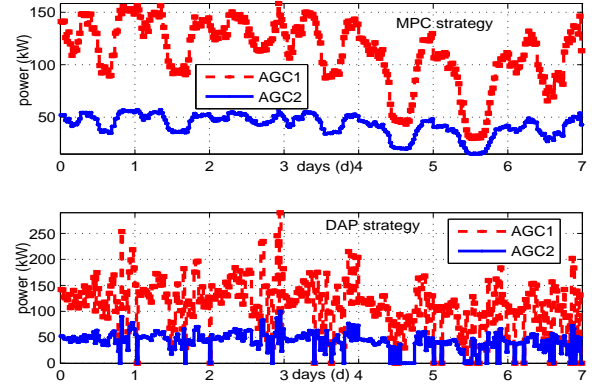 MPC strategy
power (kW)
150
100
50
AGC1
AGC2
0 1 2 3 days (d) 4 5 6 7
DAP strategy
power (kW)
250
200
150
100
50
0
AGC1
AGC2
0 1 2 3 days (d) 4 5 6 7